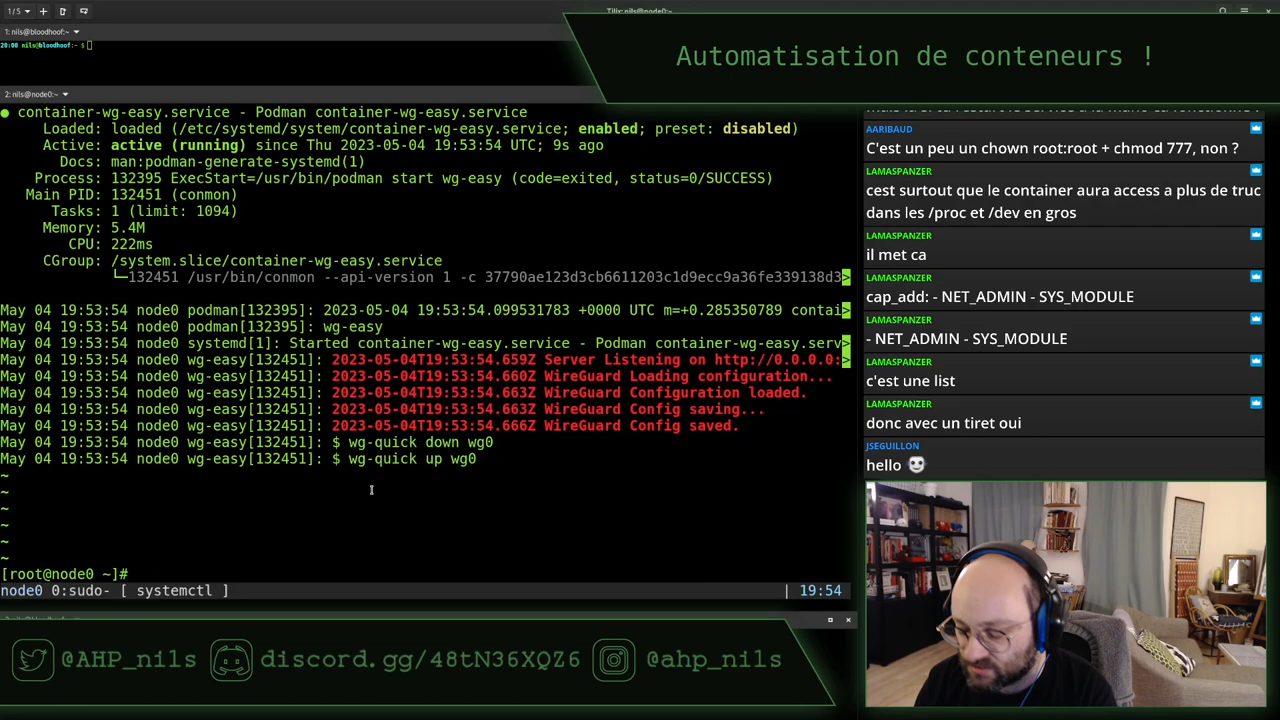 1/5
Tilix: nils@node0:~
1: nils@bloodhoof:~
20:00 nils@bloodhoof:~ $
Automatisation de conteneurs !
2: nils@node0:~
● container-wg-easy.service - Podman container-wg-easy.service
Loaded: loaded (/etc/systemd/system/container-wg-easy.service; enabled; preset: disabled)
Active: active (running) since Thu 2023-05-04 19:53:54 UTC; 9s ago
Docs: man:podman-generate-systemd(1)
Process: 132395 ExecStart=/usr/bin/podman start wg-easy (code=exited, status=0/SUCCESS)
Main PID: 132451 (conmon)
Tasks: 1 (limit: 1094)
Memory: 5.4M
CPU: 222ms
CGroup: /system.slice/container-wg-easy.service
└─132451 /usr/bin/conmon --api-version 1 -c 37790ae123d3cb6611203c1d9ecc9a36fe339138d3>
May 04 19:53:54 node0 podman[132395]: 2023-05-04 19:53:54.099531783 +0000 UTC m=+0.285350789 contai>
May 04 19:53:54 node0 podman[132395]: wg-easy
May 04 19:53:54 node0 systemd[1]: Started container-wg-easy.service - Podman container-wg-easy.serv>
May 04 19:53:54 node0 wg-easy[132451]: 2023-05-04T19:53:54.659Z Server Listening on http://0.0.0.0:>
May 04 19:53:54 node0 wg-easy[132451]: 2023-05-04T19:53:54.660Z WireGuard Loading configuration...
May 04 19:53:54 node0 wg-easy[132451]: 2023-05-04T19:53:54.663Z WireGuard Configuration loaded.
May 04 19:53:54 node0 wg-easy[132451]: 2023-05-04T19:53:54.663Z WireGuard Config saving...
May 04 19:53:54 node0 wg-easy[132451]: 2023-05-04T19:53:54.666Z WireGuard Config saved.
May 04 19:53:54 node0 wg-easy[132451]: $ wg-quick down wg0
May 04 19:53:54 node0 wg-easy[132451]: $ wg-quick up wg0
~
~
~
~
~
~
[root@node0 ~]#
node0 0:sudo- [ systemctl ] | 19:54
AARIBAUD
C'est un peu un chown root:root + chmod 777, non ?
LAMASPANZER
cest surtout que le container aura access a plus de truc
dans les /proc et /dev en gros
LAMASPANZER
il met ca
LAMASPANZER
cap_add: - NET_ADMIN - SYS_MODULE
LAMASPANZER
- NET_ADMIN - SYS_MODULE
LAMASPANZER
c'est une list
LAMASPANZER
donc avec un tiret oui
JSEGUILLON
hello
@AHP_nils discord.gg/48tN36XQZ6 @ahp_nils